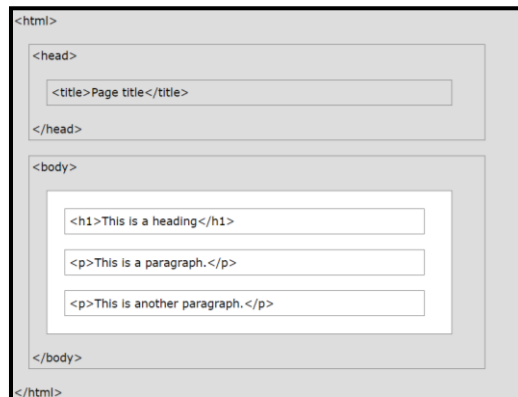 <html>
<head>
<title>Page title</title>
</head>
<body>
<h1>This is a heading</h1>
<p>This is a paragraph.</p>
<p>This is another paragraph.</p>
</body>
</html>